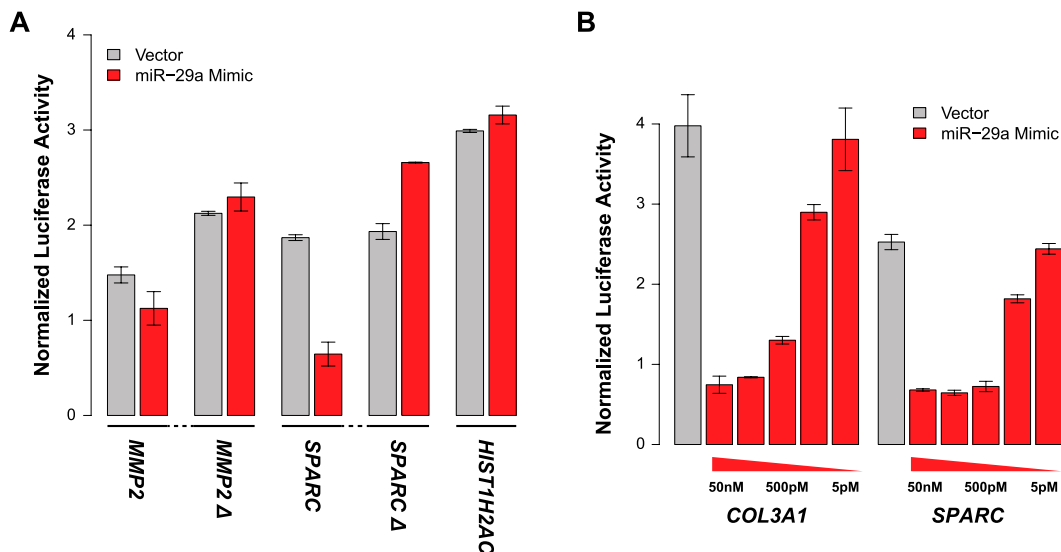 A
Normalized Luciferase Activity
4
3
2
1
0
Vector
miR−29a Mimic
MMP2
MMP2 Δ
SPARC
SPARC Δ
HIST1H2AC
B
Normalized Luciferase Activity
4
3
2
1
0
Vector
miR−29a Mimic
50nM 500pM 5pM 50nM 500pM 5pM
COL3A1 SPARC